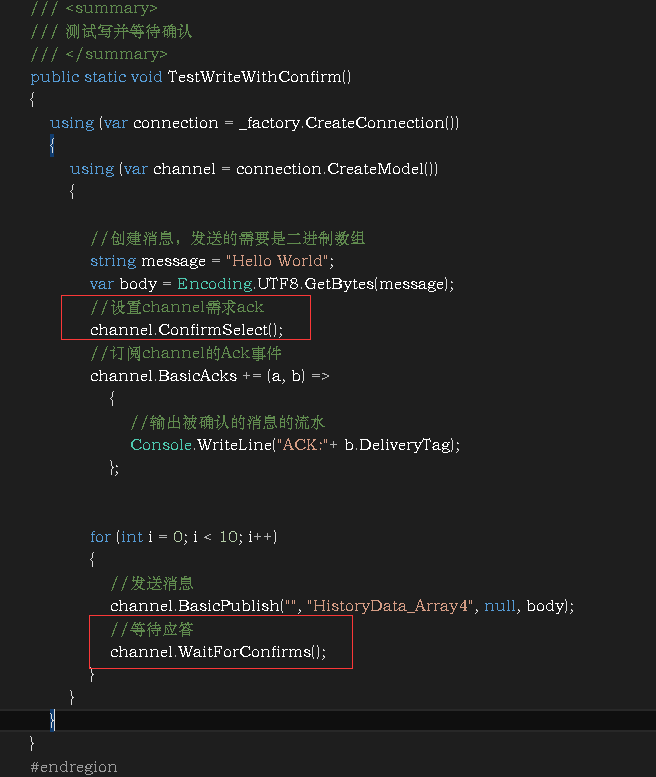 /// <summary>
/// 测试写并等待确认
/// </summary>
public static void TestWriteWithConfirm()
{
using (var connection = _factory.CreateConnection())
{
using (var channel = connection.CreateModel())
{
//创建消息，发送的需要是二进制数组
string message = "Hello World";
var body = Encoding.UTF8.GetBytes(message);
//设置channel需求ack
channel.ConfirmSelect();
//订阅channel的Ack事件
channel.BasicAcks += (a, b) =>
{
//输出被确认的消息的流水
Console.WriteLine("ACK:"+ b.DeliveryTag);
};
for (int i = 0; i < 10; i++)
{
//发送消息
channel.BasicPublish("", "HistoryData_Array4", null, body);
//等待应答
channel.WaitForConfirms();
}
}
}
}
#endregion